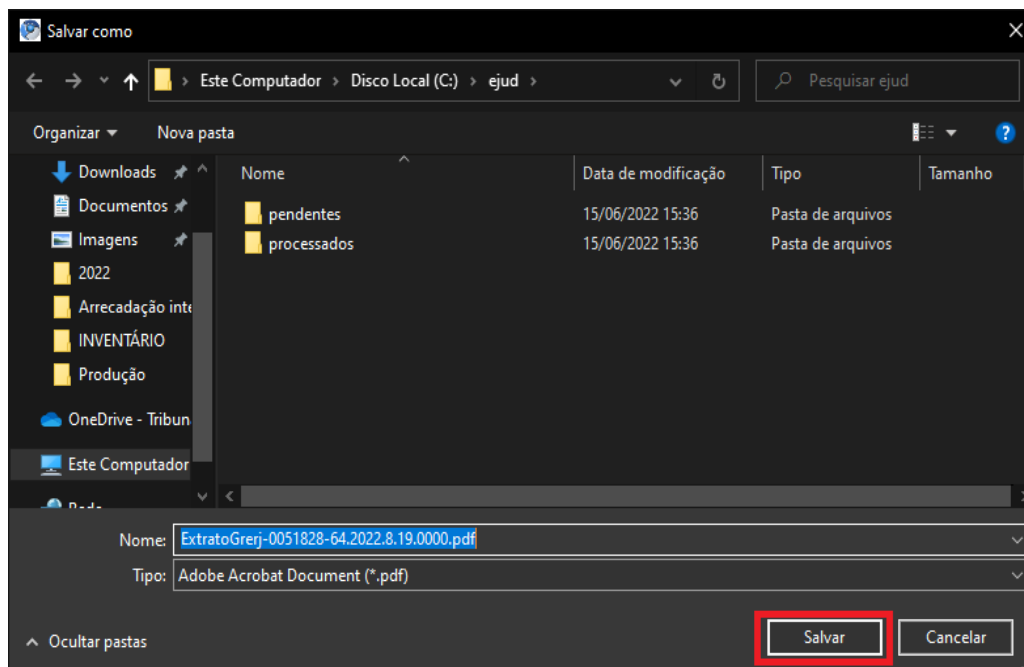 Salvar como
Este Computador › Disco Local (C:) › ejud ›
Pesquisar ejud
Organizar Nova pasta
Nome Data de modificação Tipo Tamanho
Downloads
Documentos
Imagens
2022
Arrecadação inte
INVENTÁRIO
Produção
OneDrive - Tribun
Este Computador
pendentes 15/06/2022 15:36 Pasta de arquivos
processados 15/06/2022 15:36 Pasta de arquivos
Nome: ExtratoGrerj-0051828-64.2022.8.19.0000.pdf
Tipo: Adobe Acrobat Document (*.pdf)
Ocultar pastas
Salvar Cancelar